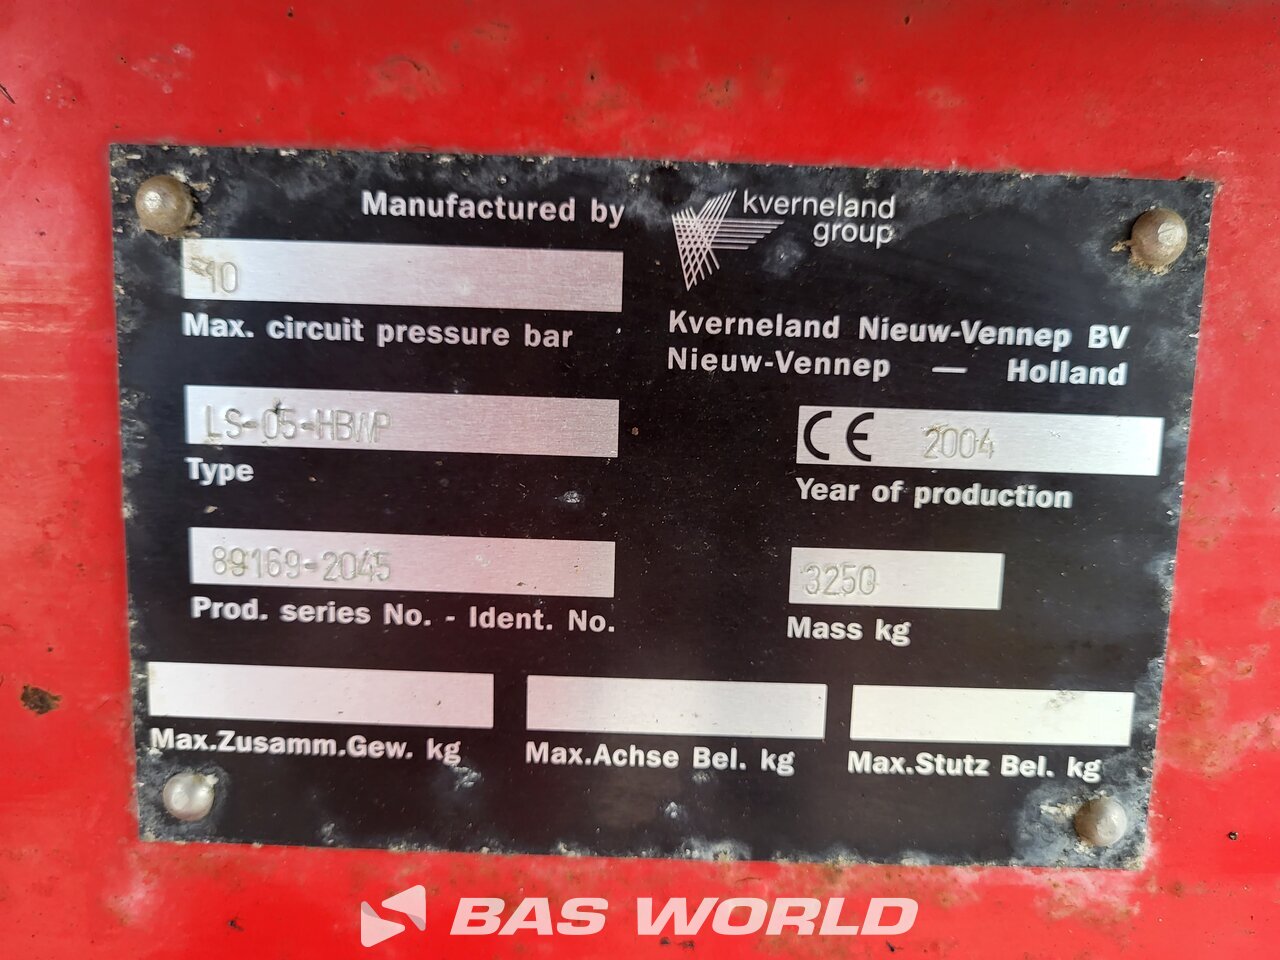 Manufactured by
kverneland
group
10
Max. circuit pressure bar
Kverneland Nieuw-Vennep BV
Nieuw-Vennep — Holland
LS-05-HBWP
Type
CE 2004
Year of production
89169-2045
Prod. series No. - Ident. No.
3250
Mass kg
Max.Zusamm.Gew. kg
Max.Achse Bel. kg
Max.Stutz Bel. kg
BAS WORLD